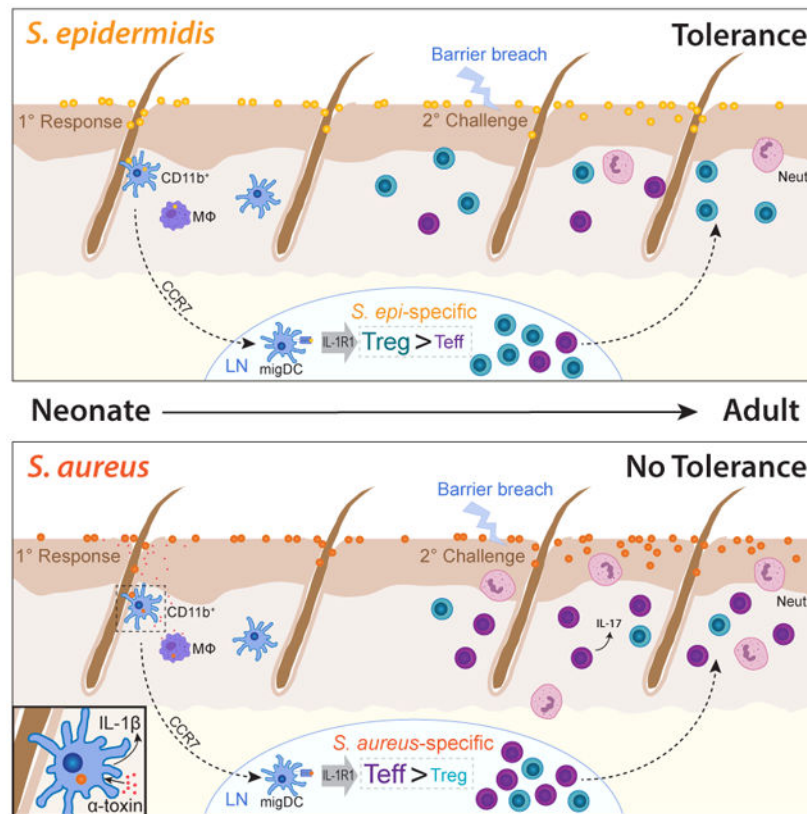 S. epidermidis
Tolerance
Barrier breach
1° Response
2° Challenge
CD11b⁺
MΦ
Neut
CCR7
S. epi-specific
IL-1R1
Treg > Teff
LN
migDC
Neonate
Adult
S. aureus
No Tolerance
Barrier breach
1° Response
2° Challenge
CD11b⁺
MΦ
IL-17
Neut
CCR7
IL-1β
α-toxin
S. aureus-specific
IL-1R1
Teff > Treg
LN
migDC